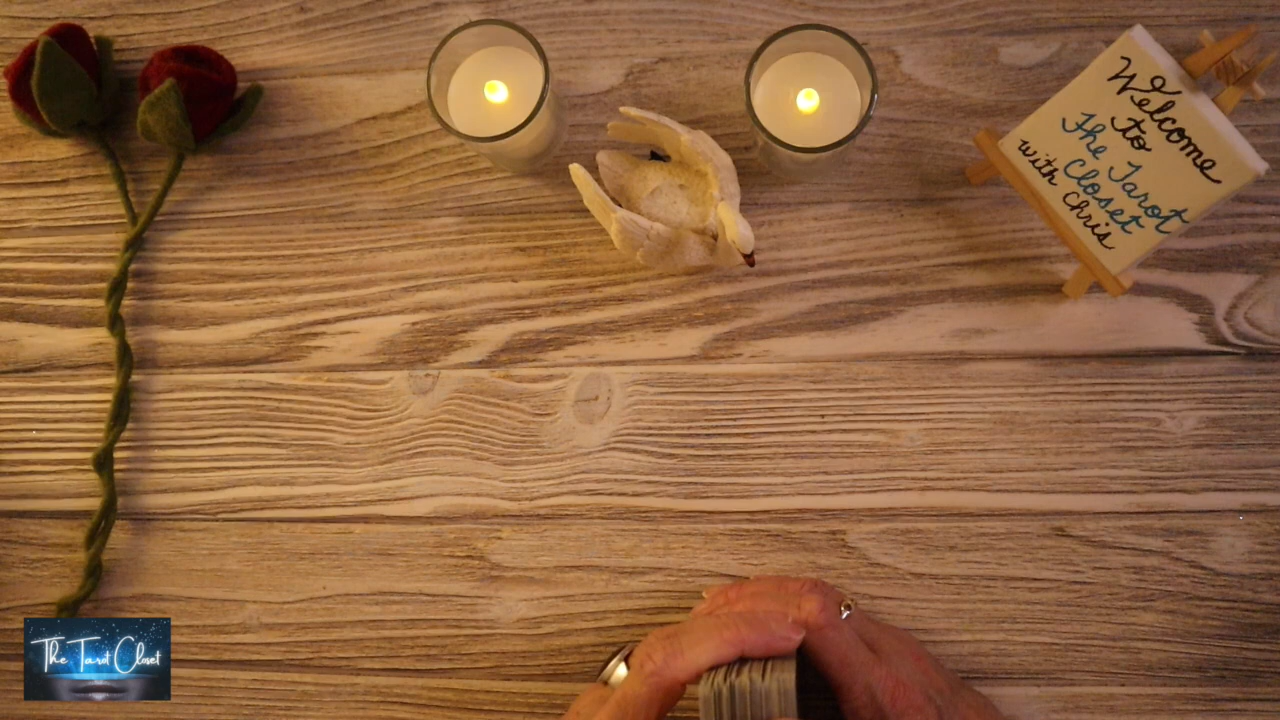 Welcome
to
The Tarot
Closet
with Chris
The Tarot Closet